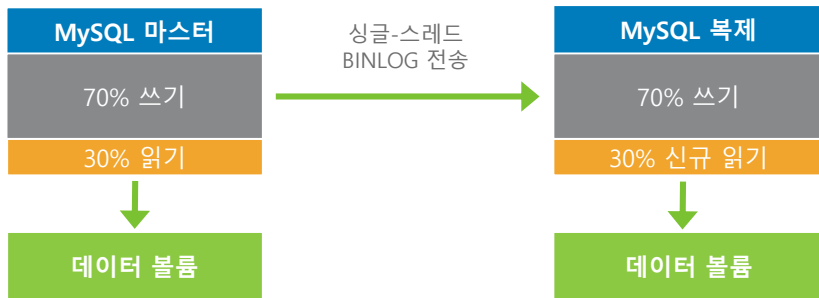 MySQL 마스터
70% 쓰기
30% 읽기
데이터 볼륨
싱글-스레드
BINLOG 전송
MySQL 복제
70% 쓰기
30% 신규 읽기
데이터 볼륨